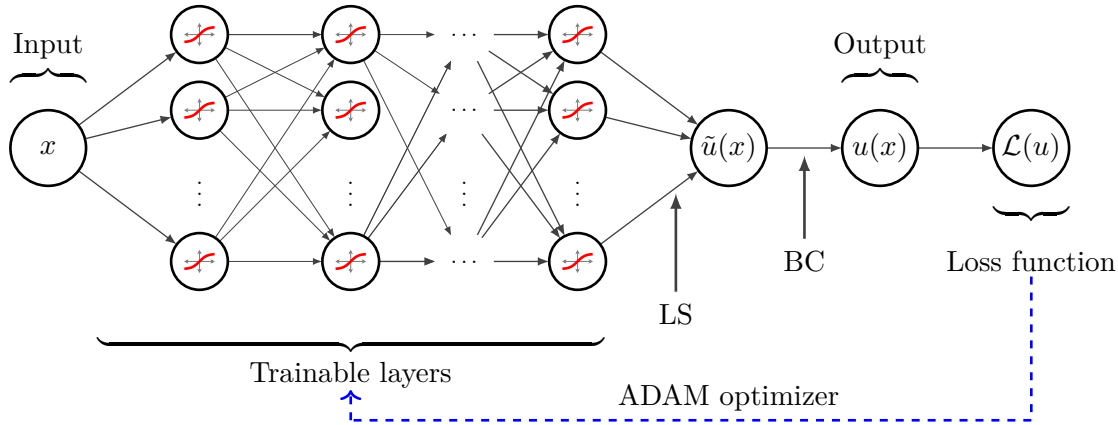 Input
Output
x
ũ(x)
u(x)
ℒ(u)
BC
Loss function
LS
Trainable layers
ADAM optimizer